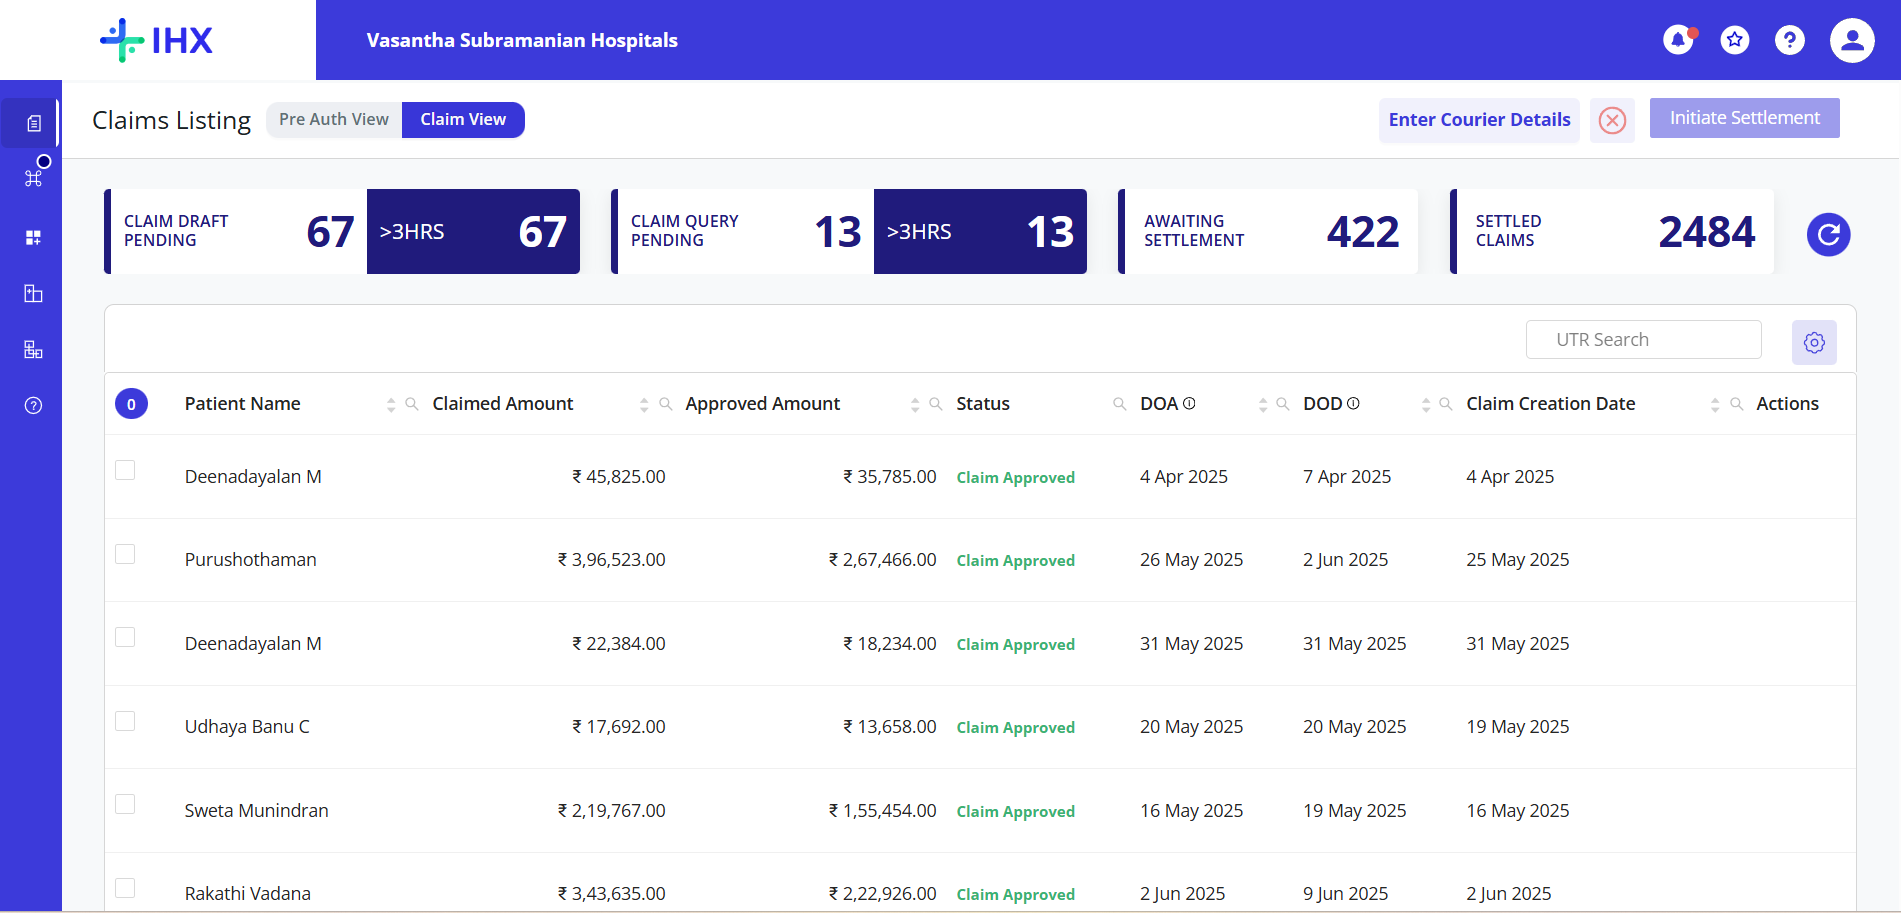 IHX
Vasantha Subramanian Hospitals
Claims Listing
Pre Auth View
Claim View
Enter Courier Details
Initiate Settlement
CLAIM DRAFT
PENDING
67
>3HRS
67
CLAIM QUERY
PENDING
13
>3HRS
13
AWAITING
SETTLEMENT
422
SETTLED
CLAIMS
2484
UTR Search
0 Patient Name Claimed Amount Approved Amount Status DOA DOD Claim Creation Date Actions
Deenadayalan M ₹ 45,825.00 ₹ 35,785.00 Claim Approved 4 Apr 2025 7 Apr 2025 4 Apr 2025
Purushothaman ₹ 3,96,523.00 ₹ 2,67,466.00 Claim Approved 26 May 2025 2 Jun 2025 25 May 2025
Deenadayalan M ₹ 22,384.00 ₹ 18,234.00 Claim Approved 31 May 2025 31 May 2025 31 May 2025
Udhaya Banu C ₹ 17,692.00 ₹ 13,658.00 Claim Approved 20 May 2025 20 May 2025 19 May 2025
Sweta Munindran ₹ 2,19,767.00 ₹ 1,55,454.00 Claim Approved 16 May 2025 19 May 2025 16 May 2025
Rakathi Vadana ₹ 3,43,635.00 ₹ 2,22,926.00 Claim Approved 2 Jun 2025 9 Jun 2025 2 Jun 2025